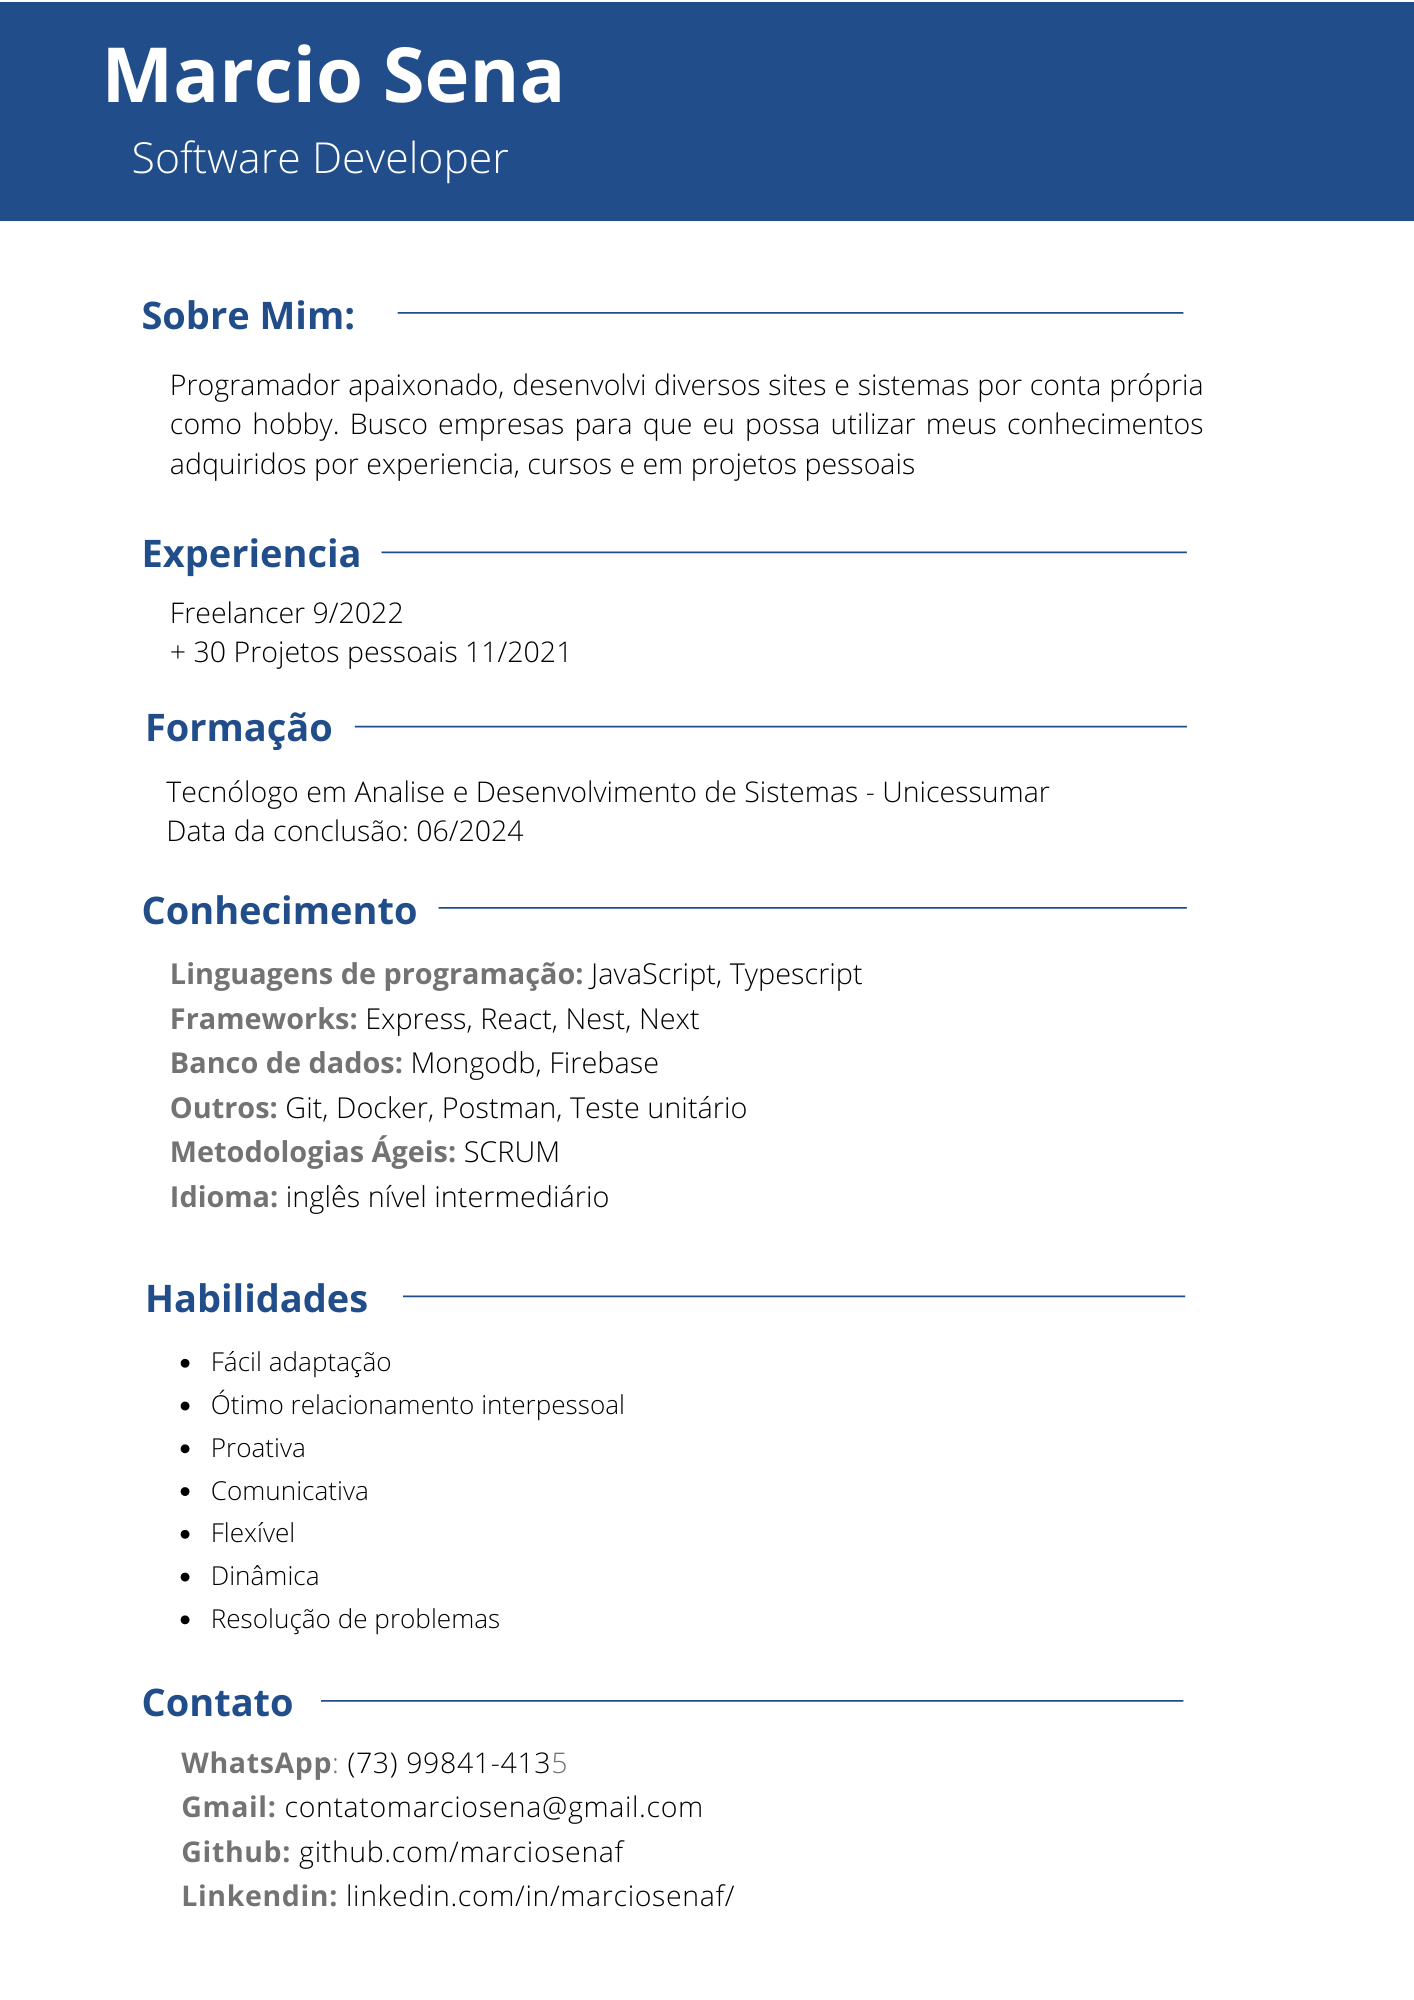 Marcio Sena
Software Developer
Sobre Mim:
Programador apaixonado, desenvolvi diversos sites e sistemas por conta própria
como hobby. Busco empresas para que eu possa utilizar meus conhecimentos
adquiridos por experiencia, cursos e em projetos pessoais
Experiencia
Freelancer 9/2022
+ 30 Projetos pessoais 11/2021
Formação
Tecnólogo em Analise e Desenvolvimento de Sistemas - Unicessumar
Data da conclusão: 06/2024
Conhecimento
Linguagens de programação: JavaScript, Typescript
Frameworks: Express, React, Nest, Next
Banco de dados: Mongodb, Firebase
Outros: Git, Docker, Postman, Teste unitário
Metodologias Ágeis: SCRUM
Idioma: inglês nível intermediário
Habilidades
• Fácil adaptação
• Ótimo relacionamento interpessoal
• Proativa
• Comunicativa
• Flexível
• Dinâmica
• Resolução de problemas
Contato
WhatsApp: (73) 99841-4135
Gmail: contatomarciosena@gmail.com
Github: github.com/marciosenaf
Linkendin: linkedin.com/in/marciosenaf/